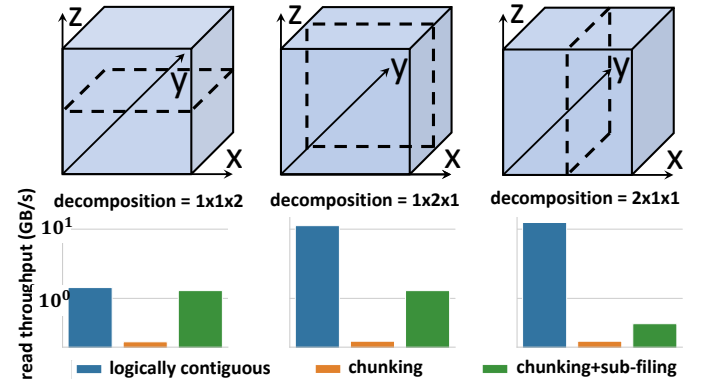 Z Z Z
y y y
X X X
decomposition = 1x1x2 decomposition = 1x2x1 decomposition = 2x1x1
read throughput (GB/s)
10¹
10⁰
logically contiguous chunking chunking+sub-filing